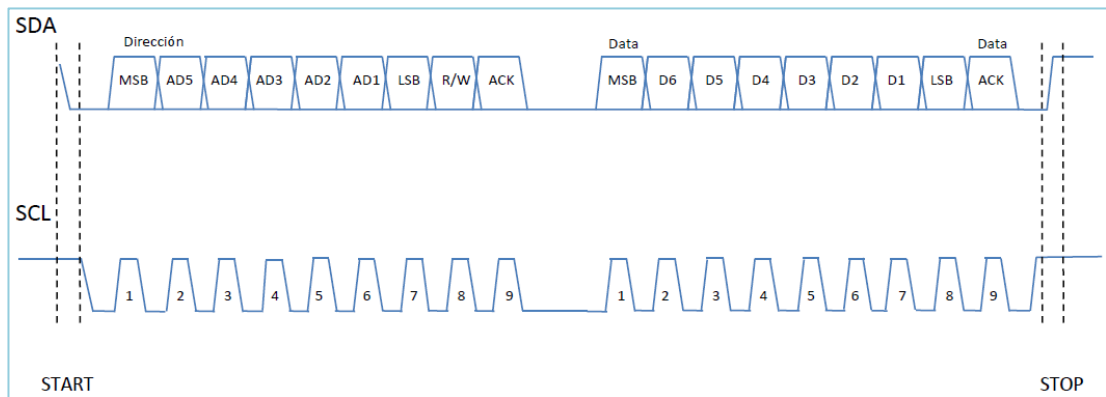 SDA
Dirección
Data
Data
MSB AD5 AD4 AD3 AD2 AD1 LSB R/W ACK
MSB D6 D5 D4 D3 D2 D1 LSB ACK
SCL
1 2 3 4 5 6 7 8 9
1 2 3 4 5 6 7 8 9
START
STOP